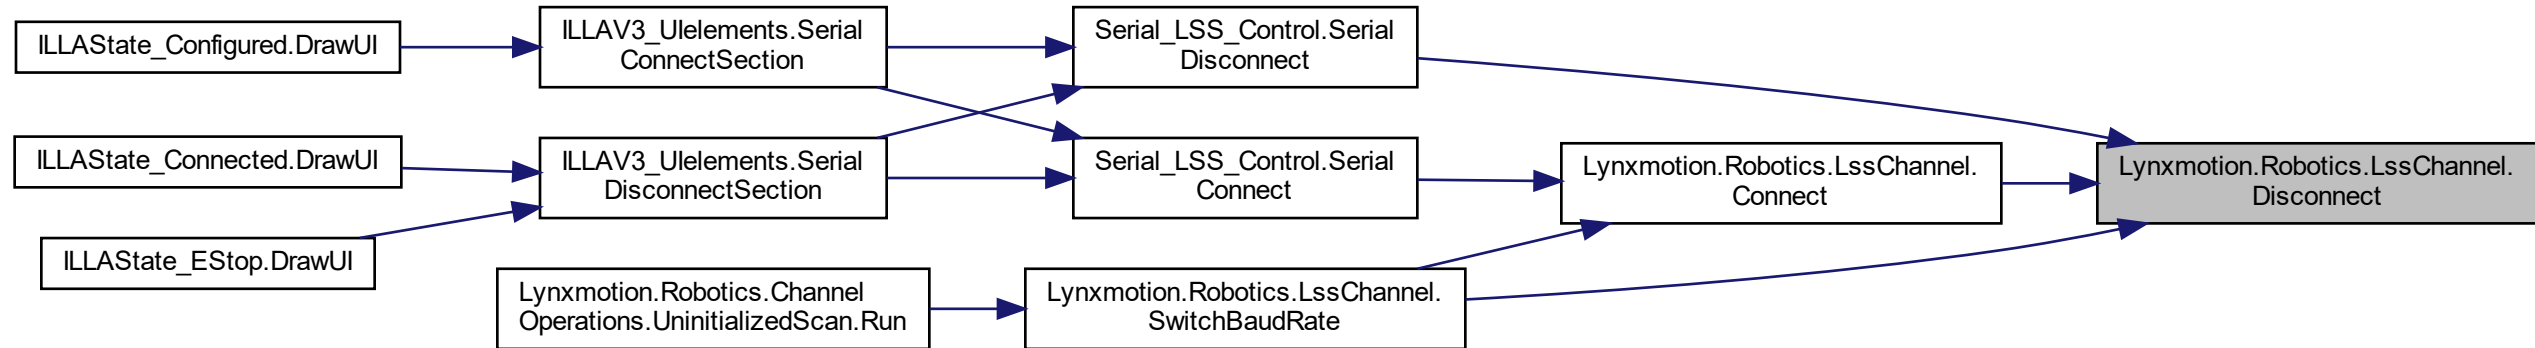 ILLAState_Configured.DrawUI
ILLAV3_UIelements.Serial
ConnectSection
Serial_LSS_Control.Serial
Disconnect
ILLAState_Connected.DrawUI
ILLAV3_UIelements.Serial
DisconnectSection
Serial_LSS_Control.Serial
Connect
Lynxmotion.Robotics.LssChannel.
Connect
Lynxmotion.Robotics.LssChannel.
Disconnect
ILLAState_EStop.DrawUI
Lynxmotion.Robotics.Channel
Operations.UninitializedScan.Run
Lynxmotion.Robotics.LssChannel.
SwitchBaudRate